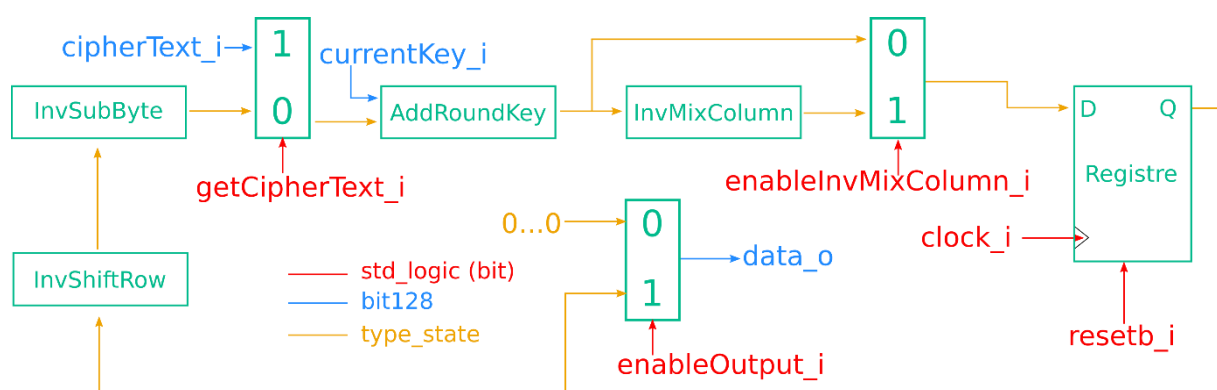 cipherText_i
1
currentKey_i
0
InvSubByte
0
AddRoundKey
InvMixColumn
1
D
Q
getCipherText_i
enableInvMixColumn_i
Registre
0...0
0
clock_i
data_o
InvShiftRow
std_logic (bit)
bit128
1
type_state
resetb_i
enableOutput_i